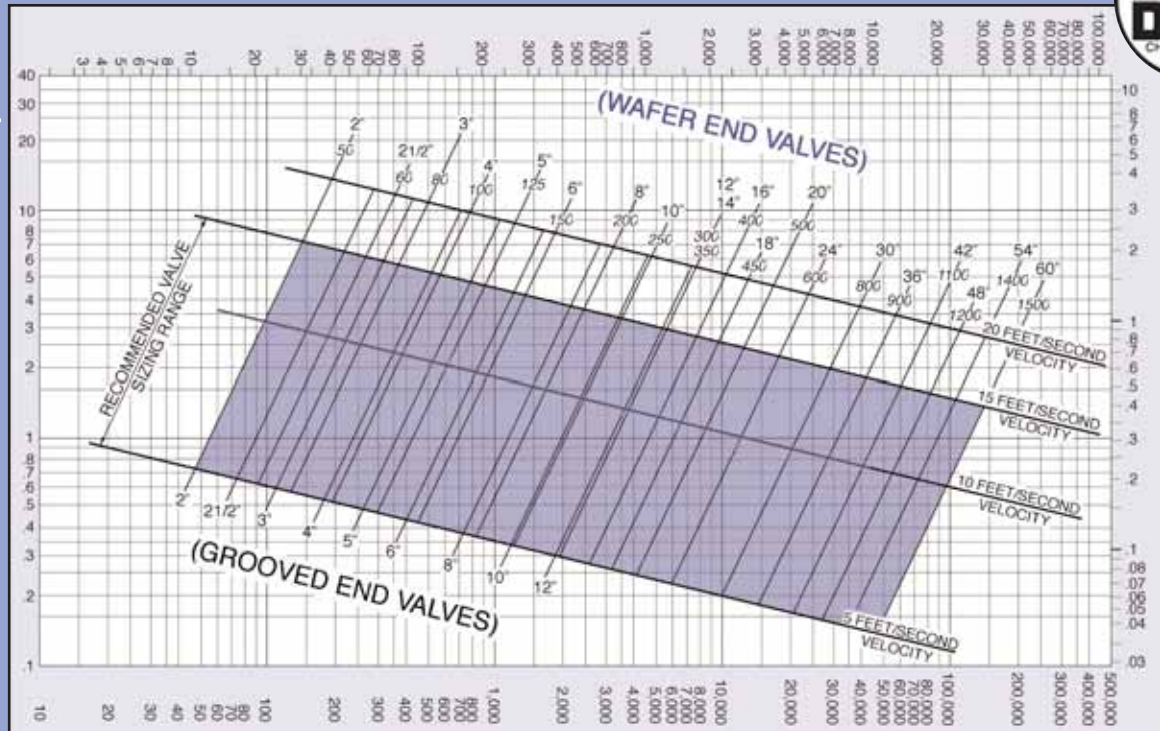 3 4 5 6 7 8 10 20 30 40 50 60 70 80 100 200 300 400 500 600 800 1,000 2,000 3,000 4,000 5,000 6,000 7,000 8,000 10,000 20,000 30,000 40,000 50,000 60,000 70,000 80,000 100,000
40
30
20
10
8
7
6
5
4
3
2
1
.8
.7
.6
.5
.4
.3
.2
.1
(WAFER END VALVES)
2" 2 1/2" 3" 4" 5" 6" 8" 10" 12" 14" 16" 18" 20" 24" 30" 36" 42" 48" 54" 60"
50 60 80 100 125 150 200 250 300 350 400 450 500 600 800 900 1100 1200 1400 1500
RECOMMENDED VALVE
SIZING RANGE
20 FEET/SECOND
VELOCITY
15 FEET/SECOND
VELOCITY
10 FEET/SECOND
VELOCITY
5 FEET/SECOND
VELOCITY
2" 2 1/2" 3" 4" 5" 6" 8" 10" 12"
(GROOVED END VALVES)
10
8
7
6
5
4
3
2
1
.8
.7
.6
.5
.4
.3
.2
.1
.08
.07
.06
.05
.04
.03
10 20 30 40 50 60 70 80 100 200 300 400 500 600 700 800 1,000 2,000 3,000 4,000 5,000 6,000 7,000 8,000 10,000 20,000 30,000 40,000 50,000 60,000 70,000 80,000 100,000 200,000 300,000 400,000 500,000